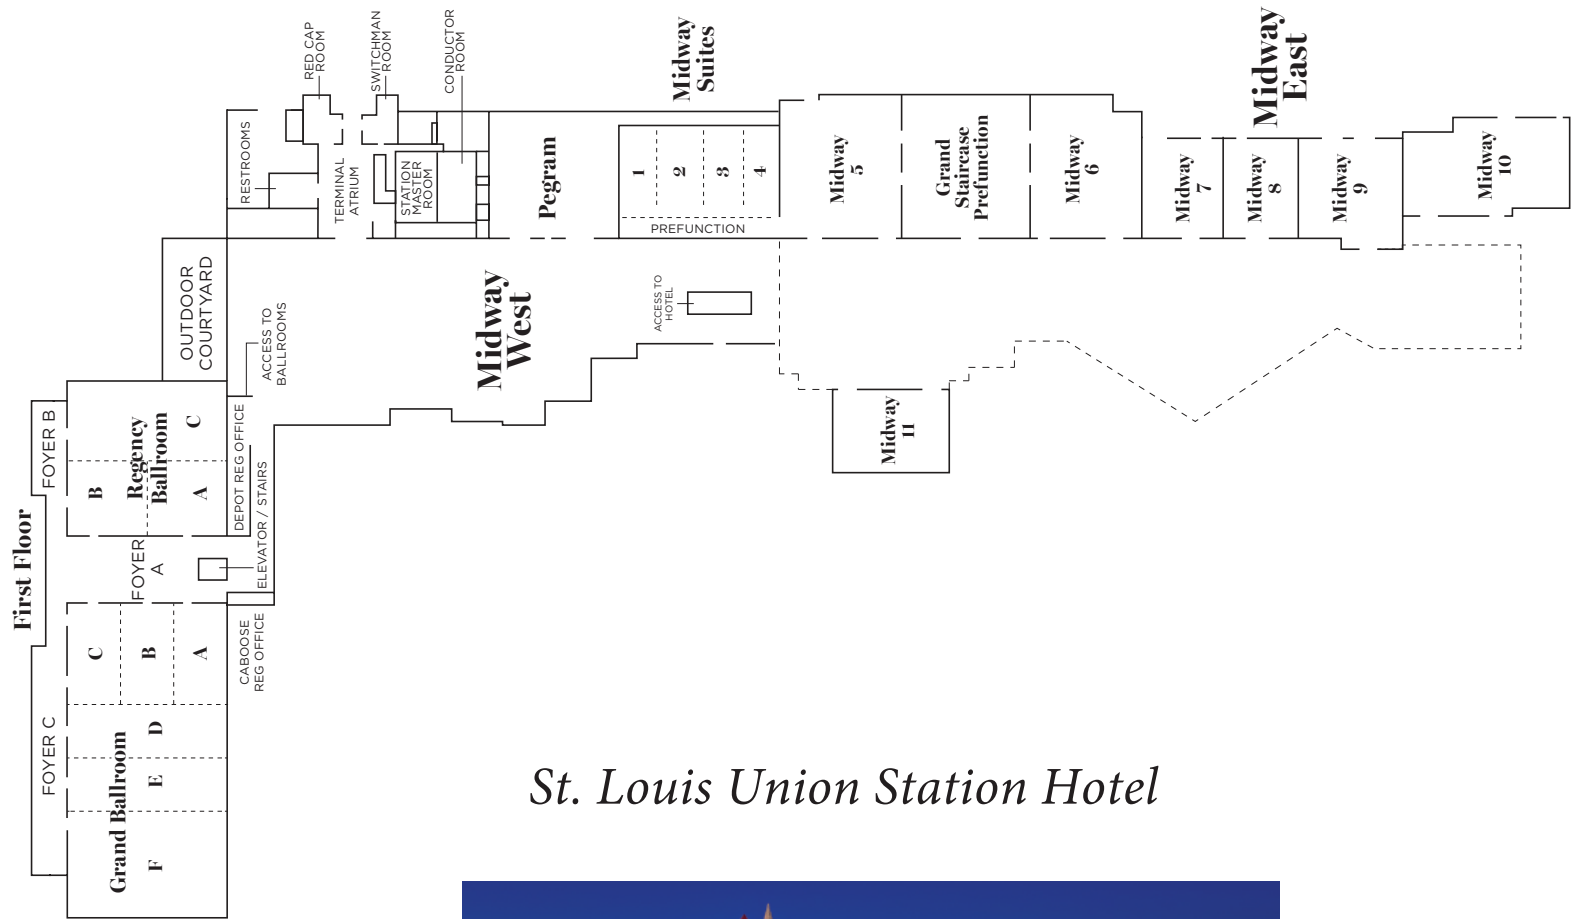 First Floor
FOYER B
FOYER C
Regency
Ballroom
B
A
C
FOYER
A
Grand Ballroom
C
B
A
D
E
F
OUTDOOR
COURTYARD
ACCESS TO
BALLROOMS
DEPOT REG OFFICE
ELEVATOR / STAIRS
CABOOSE
REG OFFICE
RESTROOMS
RED CAP
ROOM
TERMINAL
ATRIUM
SWITCHMAN
ROOM
STATION
MASTER
ROOM
CONDUCTOR
ROOM
Pegram
Midway
West
Midway
Suites
1
2
3
4
PREFUNCTION
ACCESS TO
HOTEL
Midway
5
Grand
Staircase
Prefunction
Midway
6
Midway
East
Midway
7
Midway
8
Midway
9
Midway
10
Midway
11
St. Louis Union Station Hotel